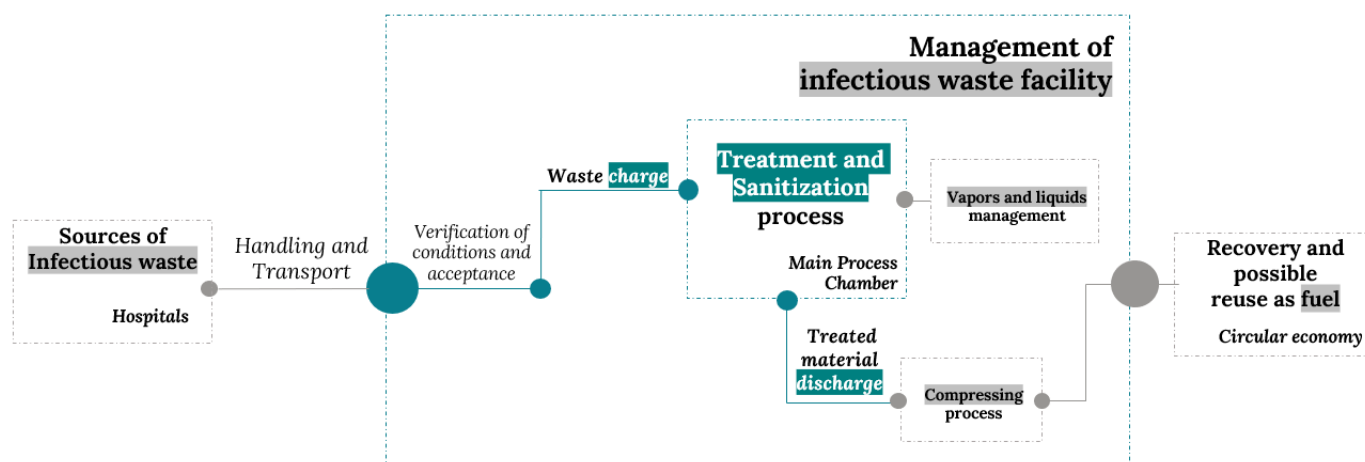 Management of
infectious waste facility
Sources of
Infectious waste
Hospitals
Handling and
Transport
Verification of
conditions and
acceptance
Waste charge
Treatment and
Sanitization
process
Main Process
Chamber
Vapors and liquids
management
Treated
material
discharge
Compressing
process
Recovery and
possible
reuse as fuel
Circular economy